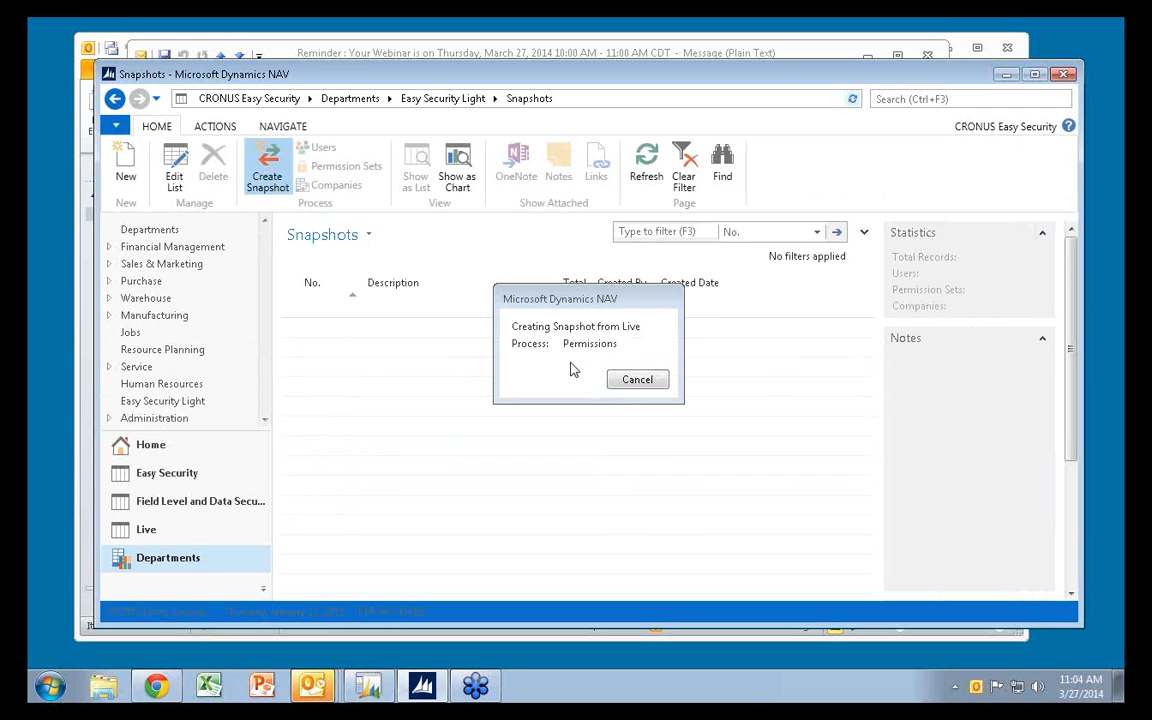 Reminder : Your Webinar is on Thursday, March 27, 2014 10:00 AM - 11:00 AM CDT - Message (Plain Text)
Snapshots - Microsoft Dynamics NAV
CRONUS Easy Security Departments Easy Security Light Snapshots
Search (Ctrl+F3)
HOME ACTIONS NAVIGATE
CRONUS Easy Security
New
Edit List
Delete
Create Snapshot
Users
Permission Sets
Companies
Show as List
Show as Chart
OneNote
Notes
Links
Refresh
Clear Filter
Find
New Manage Process View Show Attached Page
Departments
Financial Management
Sales & Marketing
Purchase
Warehouse
Manufacturing
Jobs
Resource Planning
Service
Human Resources
Easy Security Light
Administration
Home
Easy Security
Field Level and Data Secu...
Live
Departments
Snapshots
Type to filter (F3) No.
No filters applied
No. Description Total Created By Created Date
Microsoft Dynamics NAV
Creating Snapshot from Live
Process: Permissions
Cancel
Statistics
Total Records:
Users:
Permission Sets:
Companies:
Notes
11:04 AM
3/27/2014